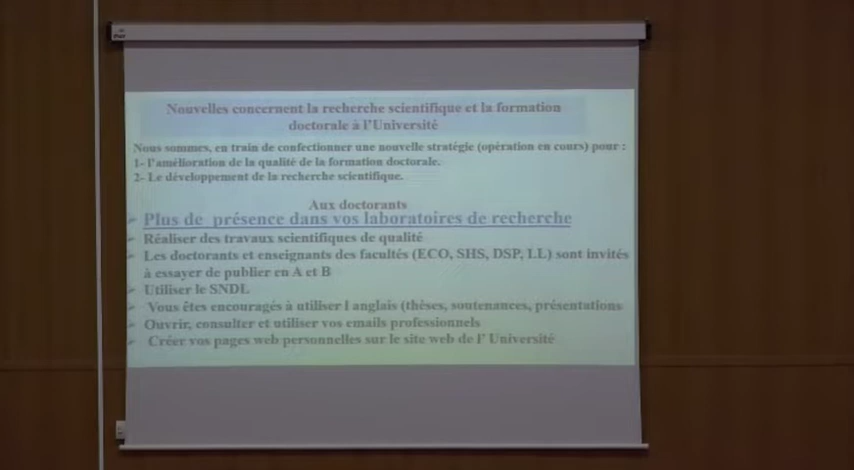 Nouvelles concernent la recherche scientifique et la formation
doctorale à l'Université
Nous sommes, en train de confectionner une nouvelle stratégie (opération en cours) pour :
1- l'amélioration de la qualité de la formation doctorale.
2- Le développement de la recherche scientifique.
Aux doctorants
Plus de présence dans vos laboratoires de recherche
Réaliser des travaux scientifiques de qualité
Les doctorants et enseignants des facultés (ECO, SHS, DSP, LL) sont invités
à essayer de publier en A et B
Utiliser le SNDL
Vous êtes encouragés à utiliser l anglais (thèses, soutenances, présentations
Ouvrir, consulter et utiliser vos emails professionnels
Créer vos pages web personnelles sur le site web de l' Université